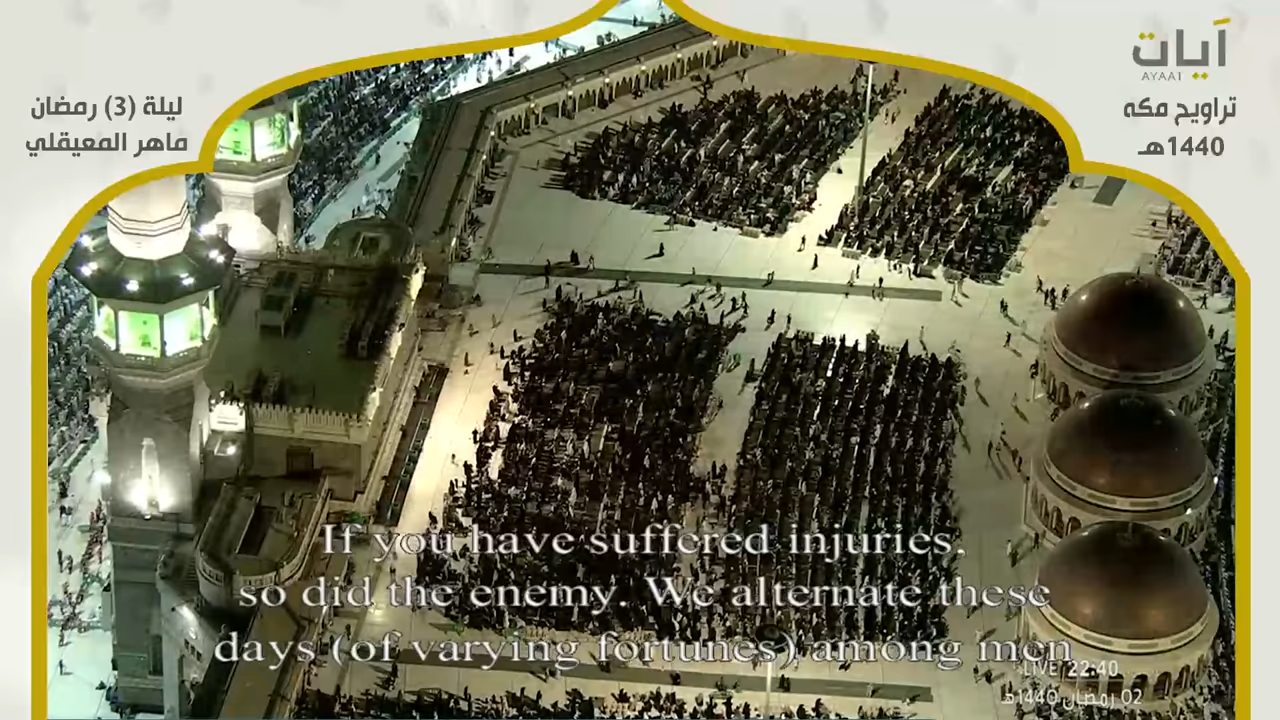 آيات
AYAAT
تراويح مكه
1440هـ
ليلة (3) رمضان
ماهر المعيقلي
If you have suffered injuries,
so did the enemy. We alternate these
days (of varying fortunes) among men
LIVE 22:40
02 رمضان 1440هـ